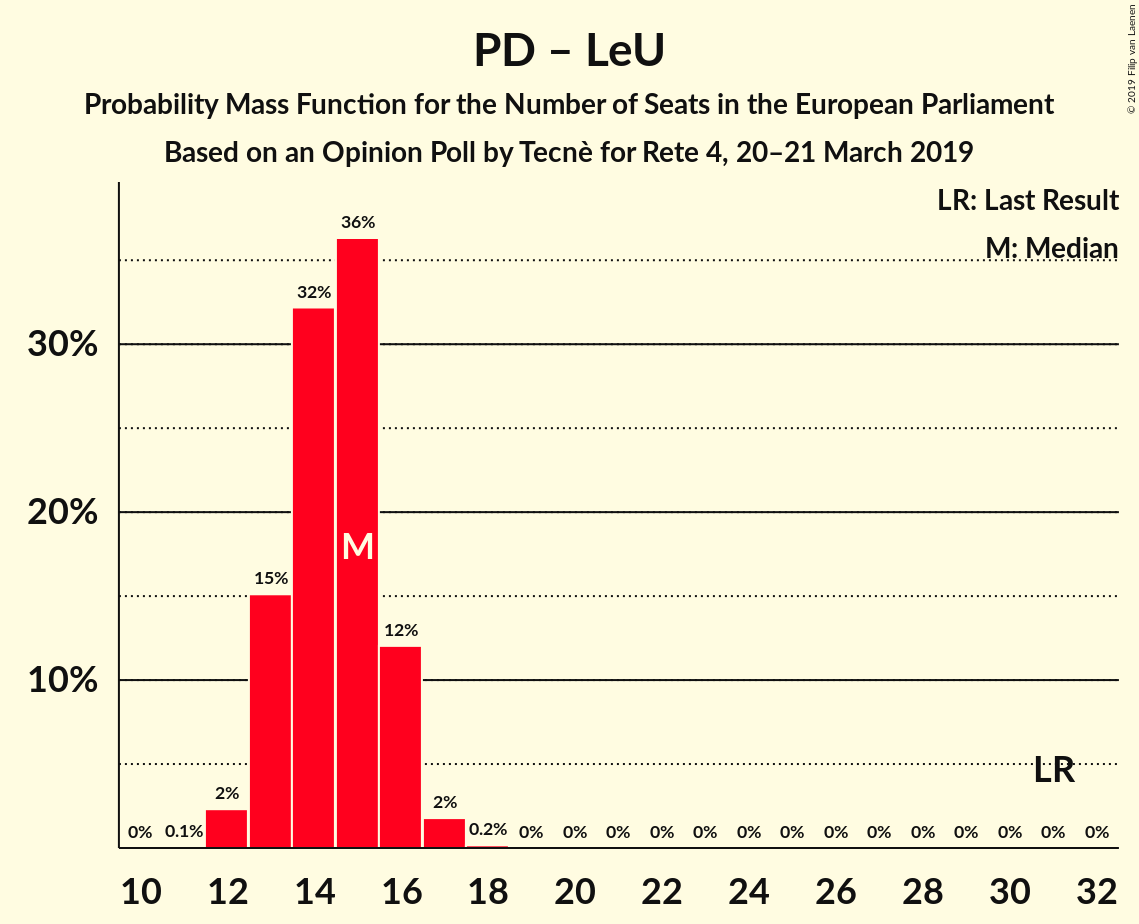 © 2019 Filip van Laenen
PD – LeU
Probability Mass Function for the Number of Seats in the European Parliament
Based on an Opinion Poll by Tecnè for Rete 4, 20–21 March 2019
LR: Last Result
M: Median
36%
32%
30%
20%
M
15%
12%
10%
LR
2%
2%
0% 0.1% 0.2% 0% 0% 0% 0% 0% 0% 0% 0% 0% 0% 0% 0% 0% 0%
10 12 14 16 18 20 22 24 26 28 30 32